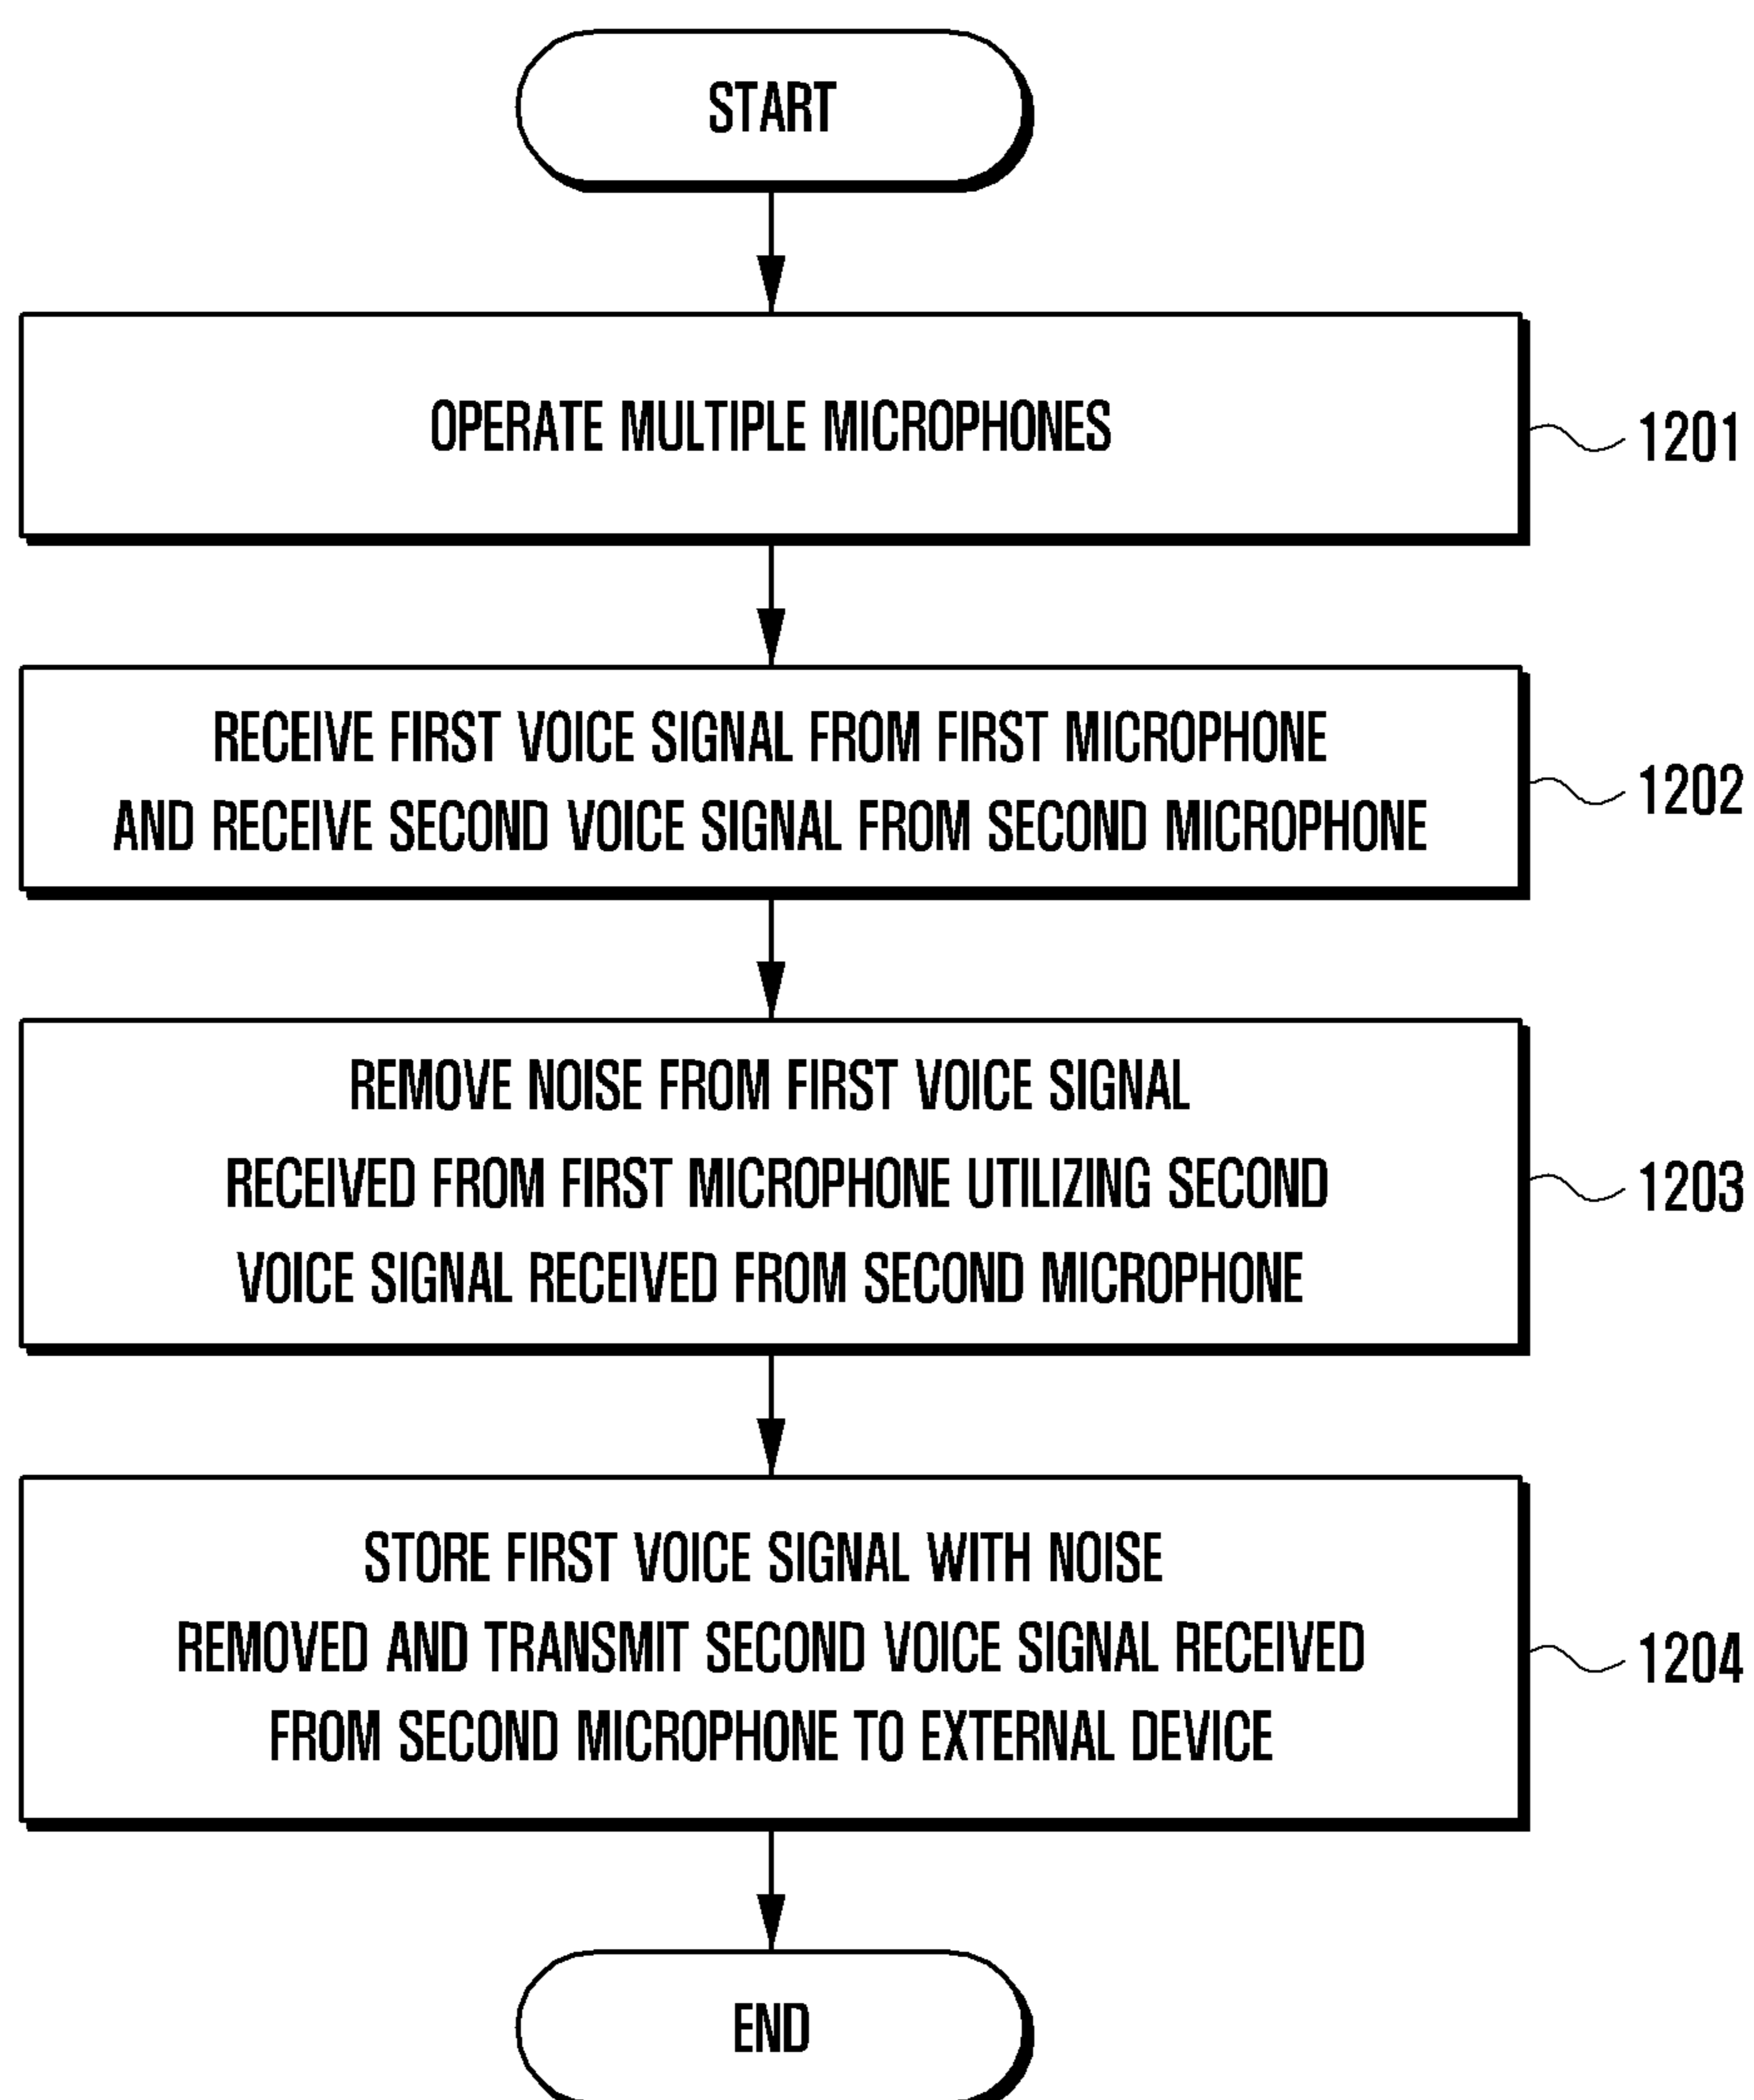 START
OPERATE MULTIPLE MICROPHONES
1201
RECEIVE FIRST VOICE SIGNAL FROM FIRST MICROPHONE
AND RECEIVE SECOND VOICE SIGNAL FROM SECOND MICROPHONE
1202
REMOVE NOISE FROM FIRST VOICE SIGNAL
RECEIVED FROM FIRST MICROPHONE UTILIZING SECOND
VOICE SIGNAL RECEIVED FROM SECOND MICROPHONE
1203
STORE FIRST VOICE SIGNAL WITH NOISE
REMOVED AND TRANSMIT SECOND VOICE SIGNAL RECEIVED
FROM SECOND MICROPHONE TO EXTERNAL DEVICE
1204
END